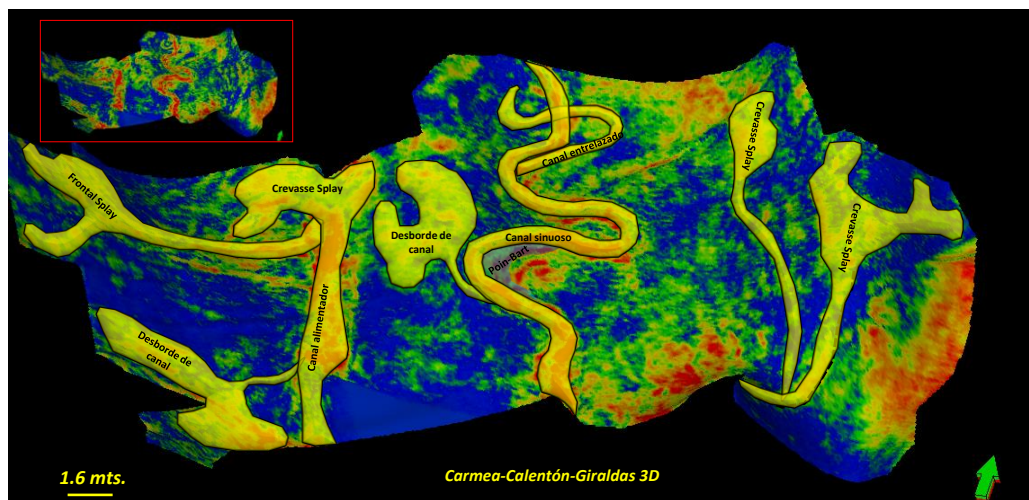 Frontal Splay
Crevasse Splay
Desborde de
canal
Canal entrelazado
Canal sinuoso
Poin-Bart
Crevasse Splay
Crevasse Splay
Desborde de
canal
Canal alimentador
1.6 mts.
Carmea-Calentón-Giraldas 3D